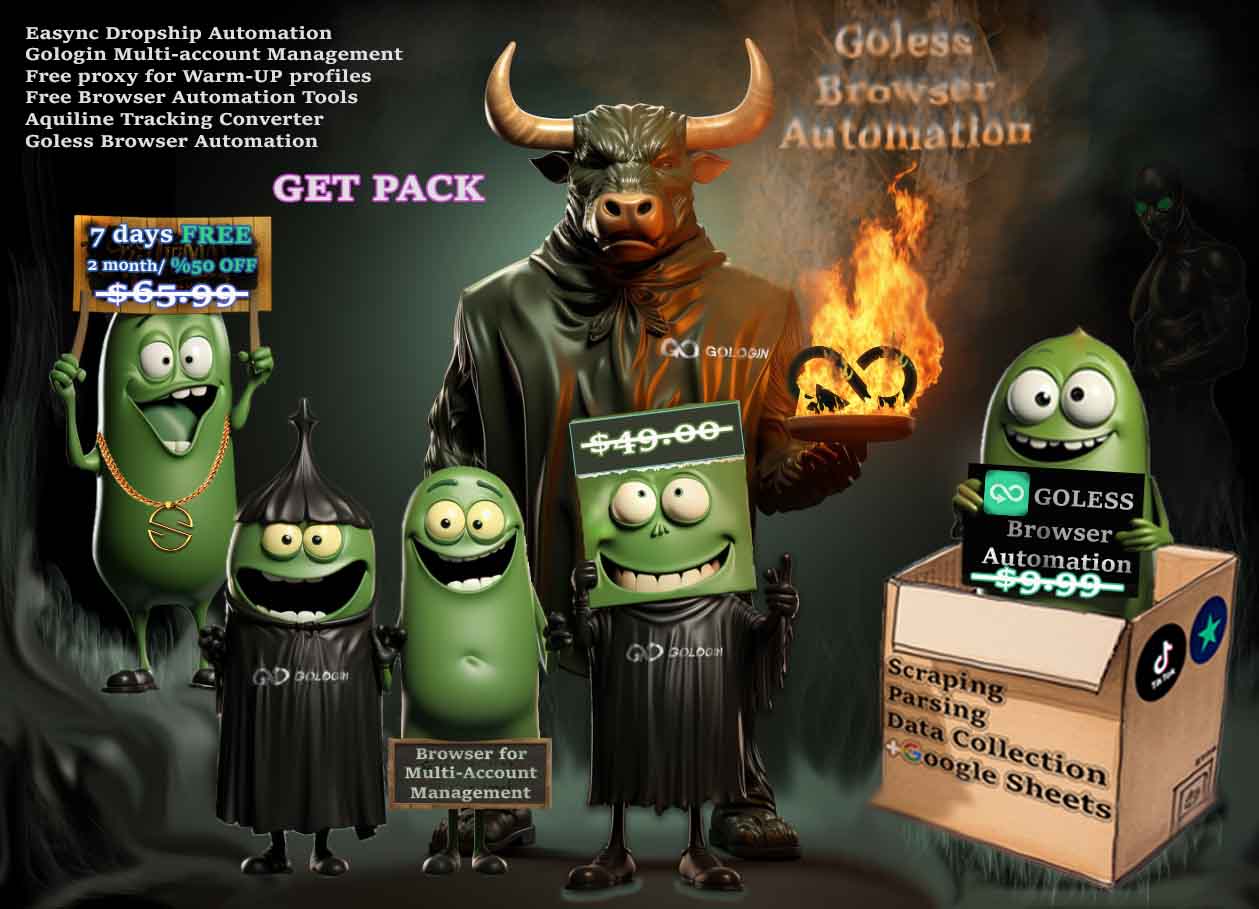 Easync Dropship Automation
Gologin Multi-account Management
Free proxy for Warm-UP profiles
Free Browser Automation Tools
Aquiline Tracking Converter
Goless Browser Automation
GET PACK
Goless
Browser
Automation
7 days FREE
2 month/ %50 OFF
$65.99
GOLOGIN
$49.00
GOLESS
Browser
Automation
$9.99
GOLOGIN
GOLOGIN
Browser for
Multi-Account
Management
Scraping
Parsing
Data Collection
+Google Sheets
TikTok